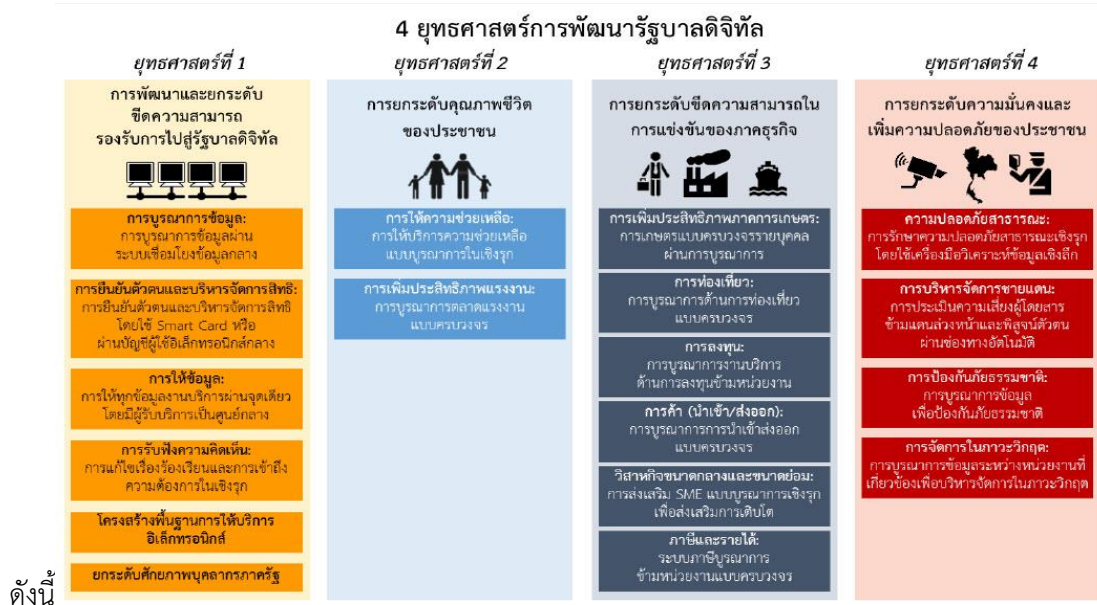 4 ยุทธศาสตร์การพัฒนารัฐบาลดิจิทัล
ยุทธศาสตร์ที่ 1
การพัฒนาและยกระดับ
ขีดความสามารถ
รองรับการไปสู่รัฐบาลดิจิทัล
การบูรณาการข้อมูล:
การบูรณาการข้อมูลผ่าน
ระบบเชื่อมโยงข้อมูลกลาง
การยืนยันตัวตนและบริหารจัดการสิทธิ:
การยืนยันตัวตนและบริหารจัดการสิทธิ
โดยใช้ Smart Card หรือ
ผ่านบัญชีผู้ใช้อิเล็กทรอนิกส์กลาง
การให้ข้อมูล:
การให้ทุกข้อมูลงานบริการผ่านจุดเดียว
โดยมีผู้รับบริการเป็นศูนย์กลาง
การรับฟังความคิดเห็น:
การแก้ไขเรื่องร้องเรียนและการเข้าถึง
ความต้องการในเชิงรุก
โครงสร้างพื้นฐานการให้บริการ
อิเล็กทรอนิกส์
ยกระดับศักยภาพบุคลากรภาครัฐ
ยุทธศาสตร์ที่ 2
การยกระดับคุณภาพชีวิต
ของประชาชน
การให้ความช่วยเหลือ:
การให้บริการความช่วยเหลือ
แบบบูรณาการในเชิงรุก
การเพิ่มประสิทธิภาพแรงงาน:
การบูรณาการตลาดแรงงาน
แบบครบวงจร
ยุทธศาสตร์ที่ 3
การยกระดับขีดความสามารถใน
การแข่งขันของภาคธุรกิจ
การเพิ่มประสิทธิภาพภาคการเกษตร:
การเกษตรแบบครบวงจรรายบุคคล
ผ่านการบูรณาการ
การท่องเที่ยว:
การบูรณาการด้านการท่องเที่ยว
แบบครบวงจร
การลงทุน:
การบูรณาการงานบริการ
ด้านการลงทุนข้ามหน่วยงาน
การค้า (นำเข้า/ส่งออก):
การบูรณาการการนำเข้าส่งออก
แบบครบวงจร
วิสาหกิจขนาดกลางและขนาดย่อม:
การส่งเสริม SME แบบบูรณาการเชิงรุก
เพื่อส่งเสริมการเติบโต
ภาษีและรายได้:
ระบบภาษีบูรณาการ
ข้ามหน่วยงานแบบครบวงจร
ยุทธศาสตร์ที่ 4
การยกระดับความมั่นคงและ
เพิ่มความปลอดภัยของประชาชน
ความปลอดภัยสาธารณะ:
การรักษาความปลอดภัยสาธารณะเชิงรุก
โดยใช้เครื่องมือวิเคราะห์ข้อมูลเชิงลึก
การบริหารจัดการชายแดน:
การประเมินความเสี่ยงผู้โดยสาร
ข้ามแดนล่วงหน้าและพิสูจน์ตัวตน
ผ่านช่องทางอัตโนมัติ
การป้องกันภัยธรรมชาติ:
การบูรณาการข้อมูล
เพื่อป้องกันภัยธรรมชาติ
การจัดการในภาวะวิกฤต:
การบูรณาการข้อมูลระหว่างหน่วยงานที่
เกี่ยวข้องเพื่อบริหารจัดการในภาวะวิกฤต
ดังนี้